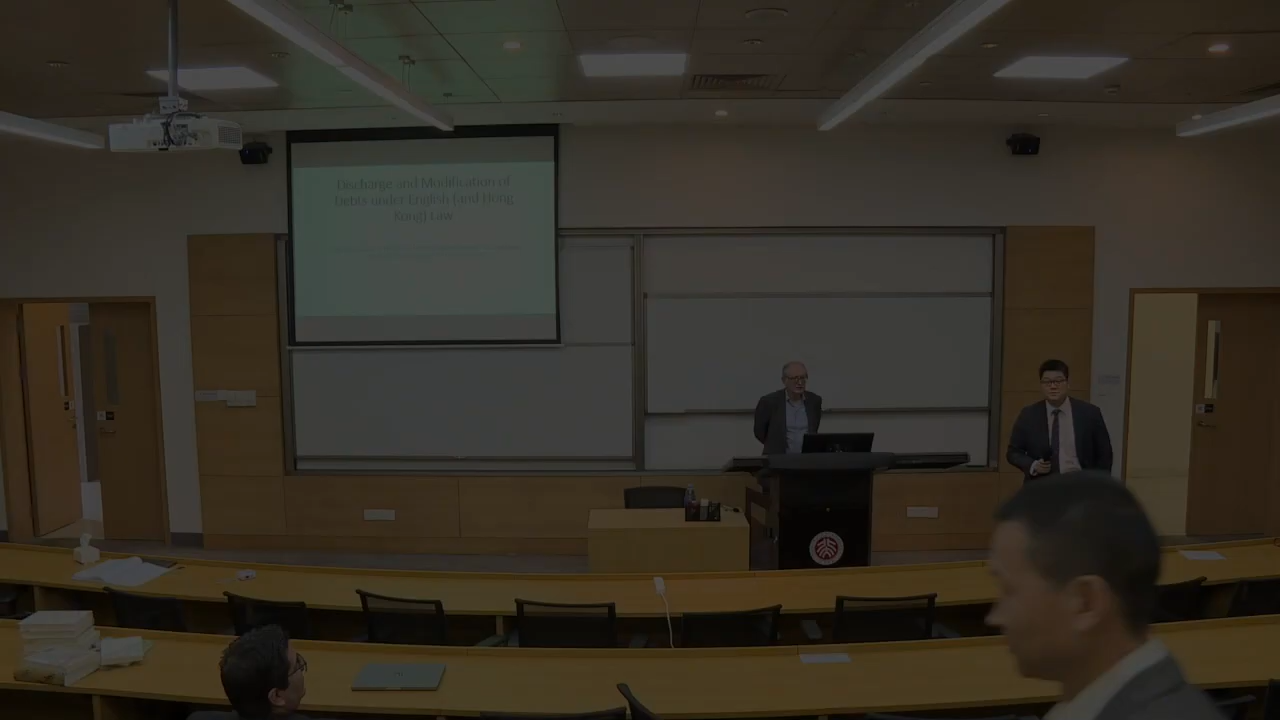 Discharge and Modification of
Debts under English (and Hong
Kong) Law